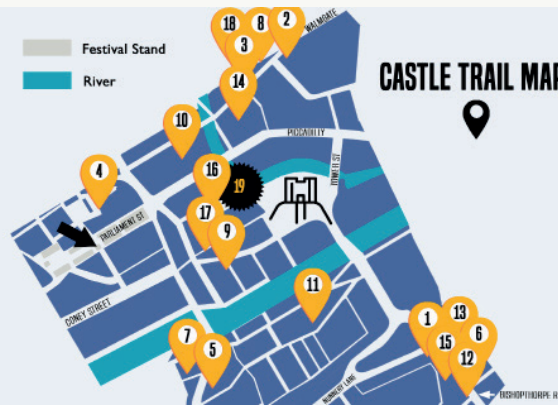 Festival Stand
River
CASTLE TRAIL MAP
18
8
2
3
WALMGATE
14
10
PICCADILLY
TOWER ST
4
16
19
PARLIAMENT ST
17
9
CONEY STREET
11
1
13
6
15
12
7
5
NUNNERY LANE
BISHOPTHORPE R